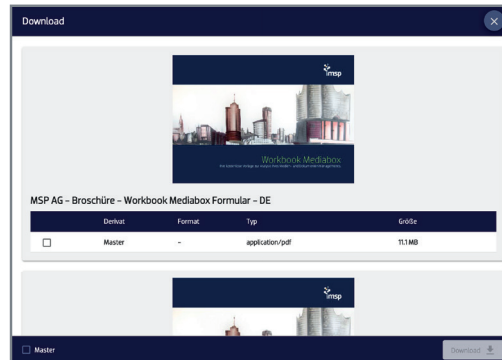 Download
msp
Workbook Mediabox
MSP AG – Broschüre – Workbook Mediabox Formular – DE
Derivat Format Typ Größe
Master – application/pdf 11.1 MB
msp
Master Download